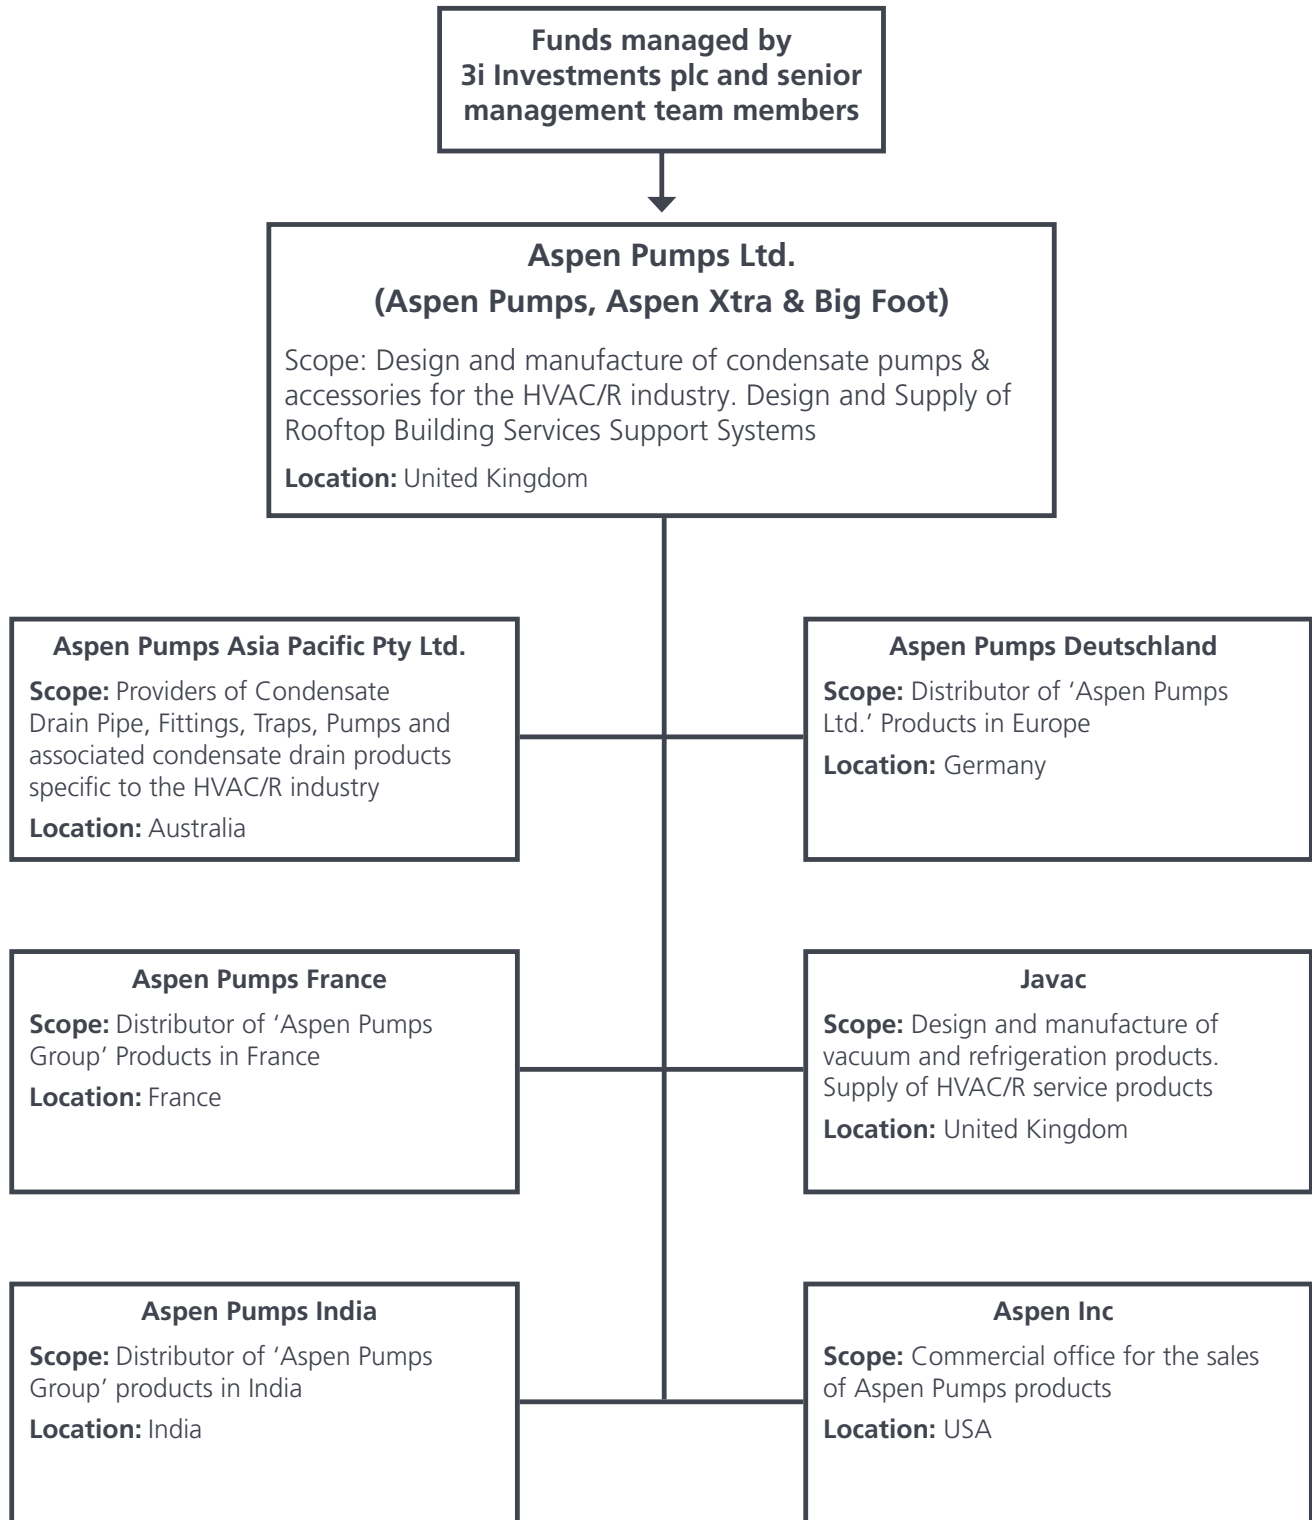 Funds managed by
3i Investments plc and senior
management team members
Aspen Pumps Ltd.
(Aspen Pumps, Aspen Xtra & Big Foot)
Scope: Design and manufacture of condensate pumps &
accessories for the HVAC/R industry. Design and Supply of
Rooftop Building Services Support Systems
Location: United Kingdom
Aspen Pumps Asia Pacific Pty Ltd.
Scope: Providers of Condensate
Drain Pipe, Fittings, Traps, Pumps and
associated condensate drain products
specific to the HVAC/R industry
Location: Australia
Aspen Pumps Deutschland
Scope: Distributor of ‘Aspen Pumps
Ltd.’ Products in Europe
Location: Germany
Aspen Pumps France
Scope: Distributor of ‘Aspen Pumps
Group’ Products in France
Location: France
Javac
Scope: Design and manufacture of
vacuum and refrigeration products.
Supply of HVAC/R service products
Location: United Kingdom
Aspen Pumps India
Scope: Distributor of ‘Aspen Pumps
Group’ products in India
Location: India
Aspen Inc
Scope: Commercial office for the sales
of Aspen Pumps products
Location: USA